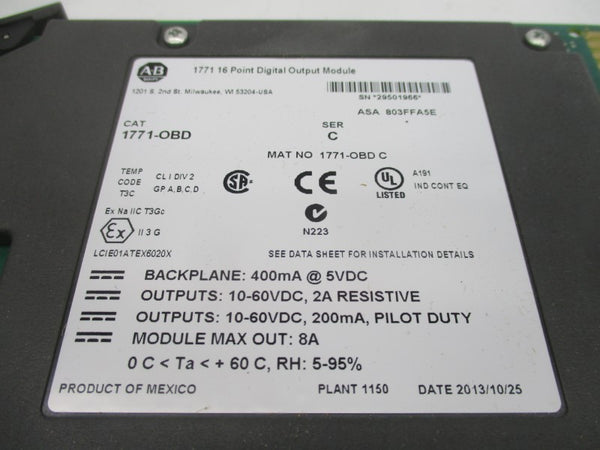 AB
1771 16 Point Digital Output Module
1201 S. 2nd St. Milwaukee, WI 53204-USA
SN *29501966*
ASA 803FFA5E
CAT
1771-OBD
SER
C
MAT NO 1771-OBD C
TEMP
CODE
T3C
CL I DIV 2
GP A,B,C,D
SA
CE
UL
LISTED
A191
IND CONT EQ
N223
Ex Na IIC T3Gc
Ex
II 3 G
LCIE01ATEX6020X
SEE DATA SHEET FOR INSTALLATION DETAILS
BACKPLANE: 400mA @ 5VDC
OUTPUTS: 10-60VDC, 2A RESISTIVE
OUTPUTS: 10-60VDC, 200mA, PILOT DUTY
MODULE MAX OUT: 8A
0 C < Ta < + 60 C, RH: 5-95%
PRODUCT OF MEXICO
PLANT 1150
DATE 2013/10/25